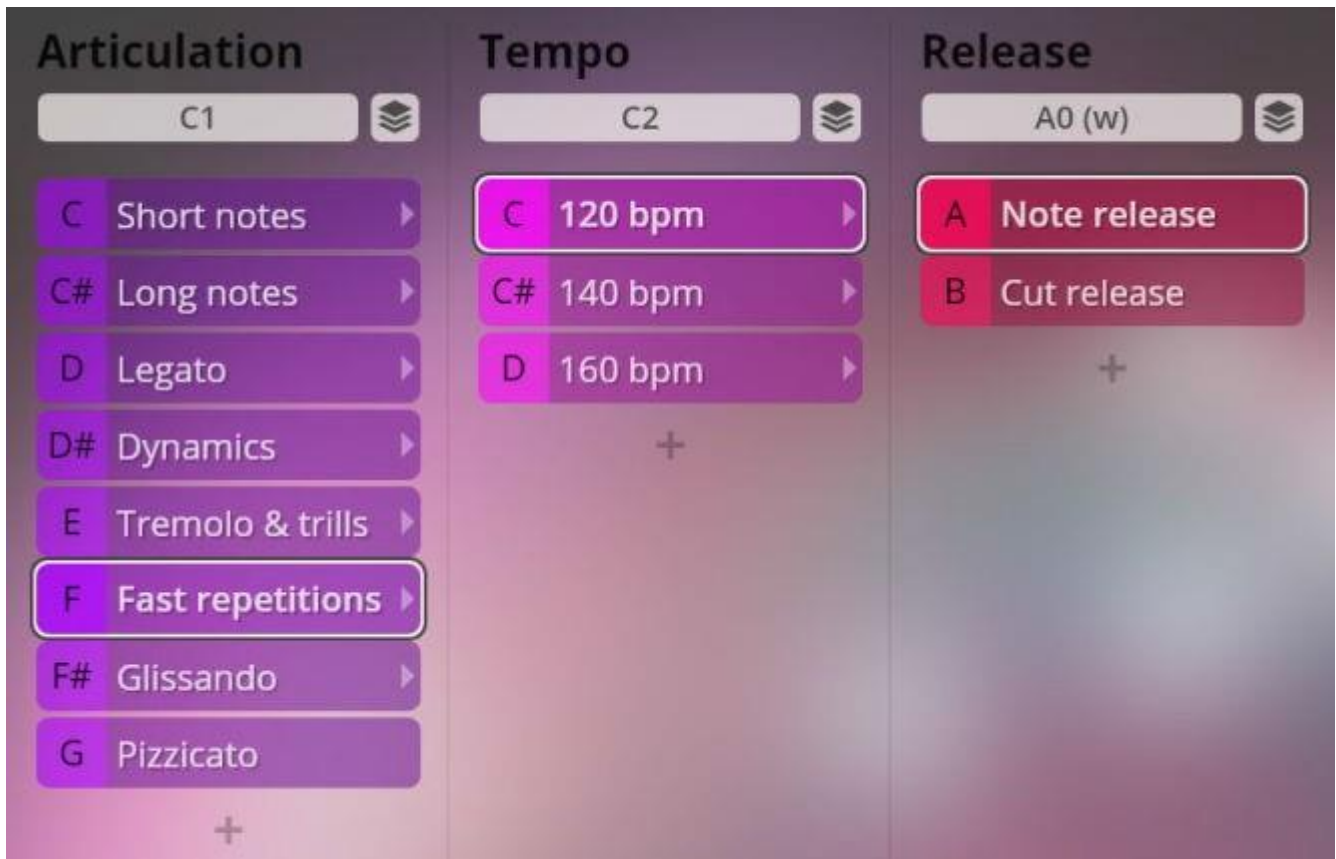 Articulation
C1
C Short notes
C# Long notes
D Legato
D# Dynamics
E Tremolo & trills
F Fast repetitions
F# Glissando
G Pizzicato
+
Tempo
C2
C 120 bpm
C# 140 bpm
D 160 bpm
+
Release
A0 (w)
A Note release
B Cut release
+